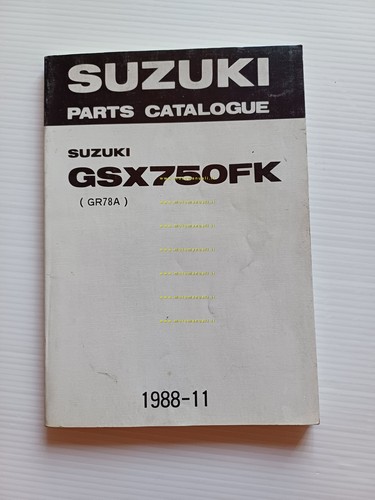 SUZUKI
PARTS CATALOGUE
SUZUKI
GSX750FK
( GR78A )
1988-11